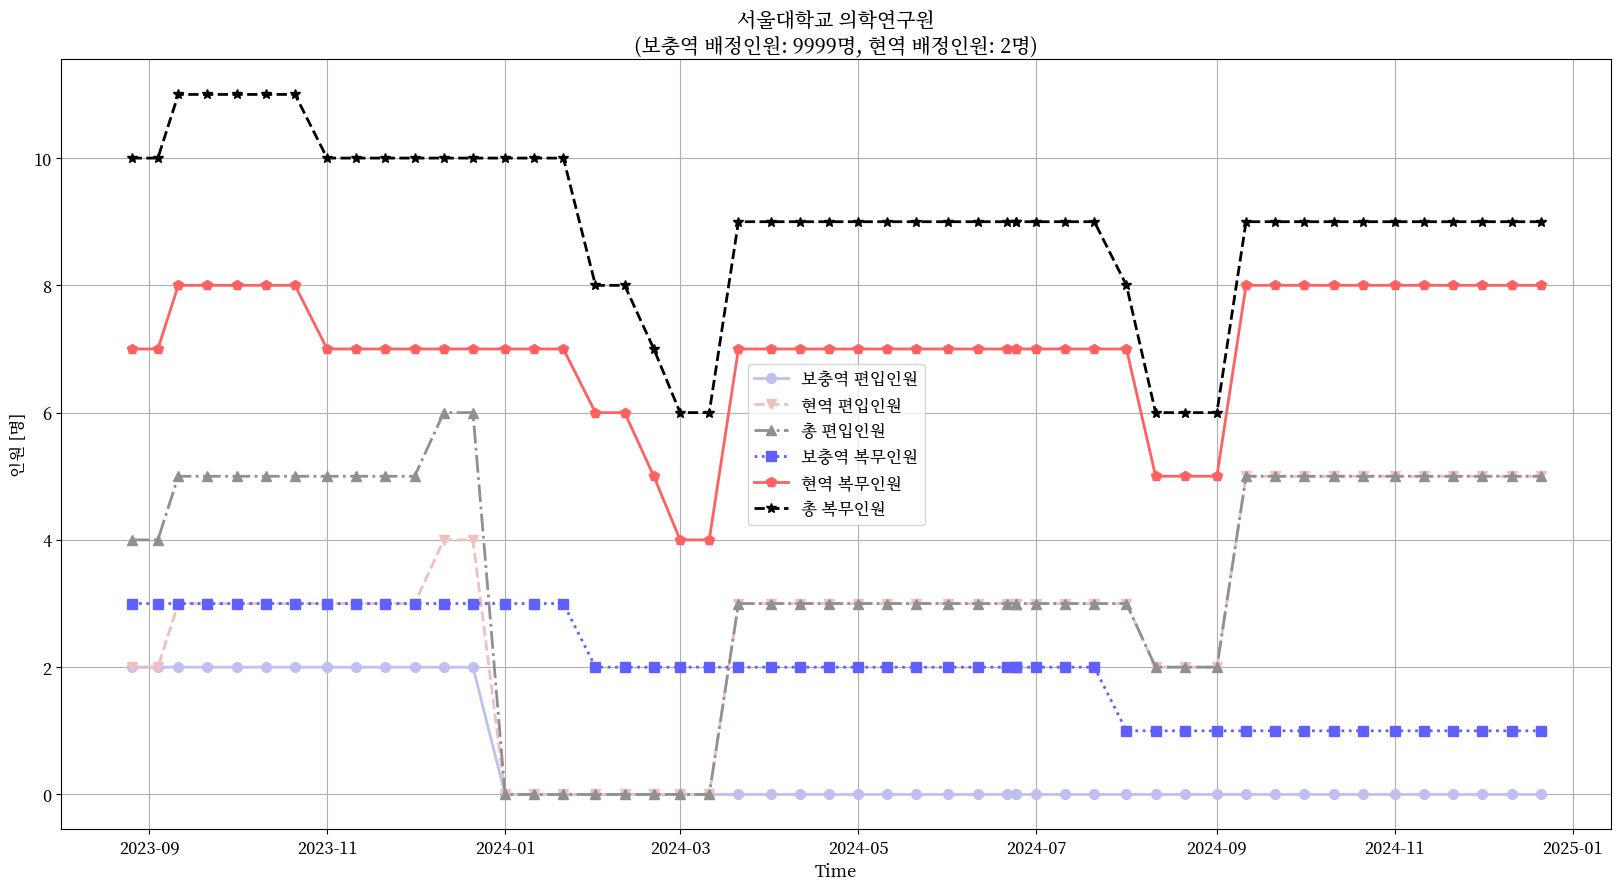 서울대학교 의학연구원
(보충역 배정인원: 9999명, 현역 배정인원: 2명)
인원 [명]
10
8
6
4
2
0
보충역 편입인원
현역 편입인원
총 편입인원
보충역 복무인원
현역 복무인원
총 복무인원
2023-09 2023-11 2024-01 2024-03 2024-05 2024-07 2024-09 2024-11 2025-01
Time